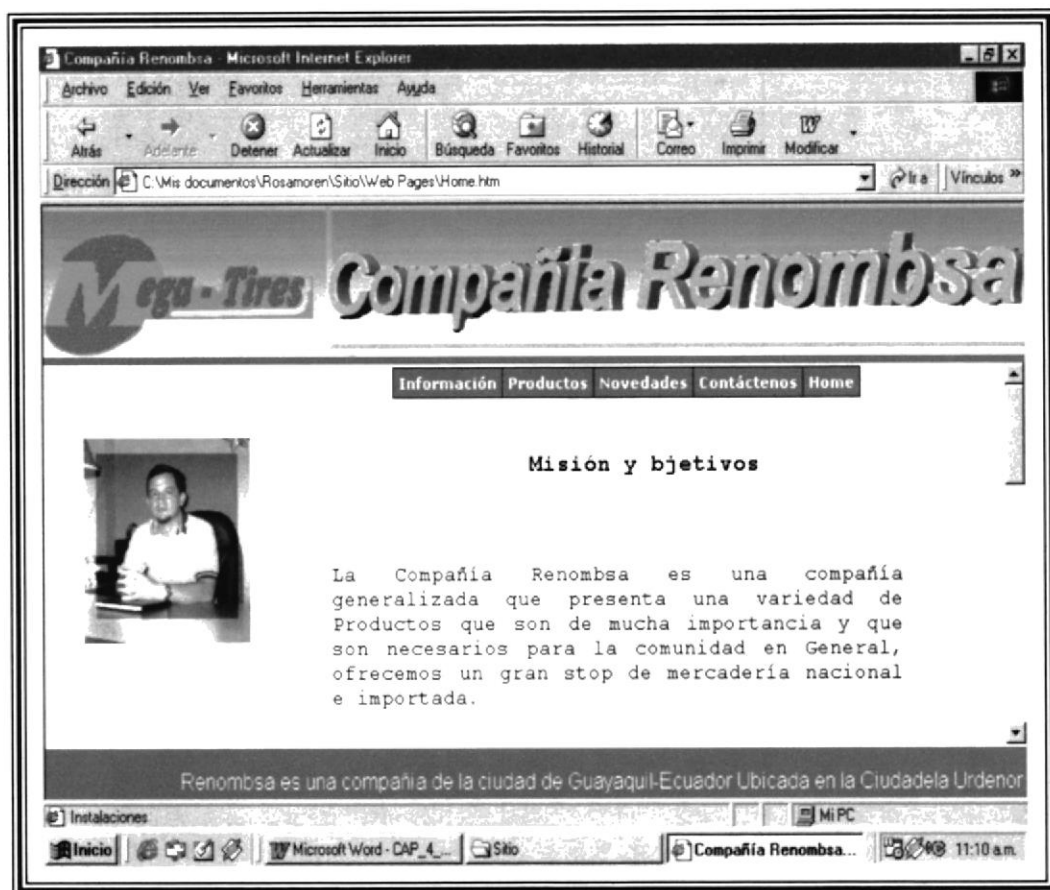 Compañía Renombsa - Microsoft Internet Explorer
Archivo Edición Ver Favoritos Herramientas Ayuda
Atrás Adelante Detener Actualizar Inicio Búsqueda Favoritos Historial Correo Imprimir Modificar
Dirección C:\Mis documentos\Rosamoren\Sitio\Web Pages\Home.htm Ir a Vínculos »
Mega - Tires Compañía Renombsa
Información Productos Novedades Contáctenos Home
Misión y bjetivos
La Compañía Renombsa es una compañía
generalizada que presenta una variedad de
Productos que son de mucha importancia y que
son necesarios para la comunidad en General,
ofrecemos un gran stop de mercadería nacional
e importada.
Renombsa es una compañia de la ciudad de Guayaquil-Ecuador Ubicada en la Ciudadela Urdenor
Instalaciones Mi PC
Inicio Microsoft Word - CAP_4_... Sitio Compañía Renombsa... 11:10 a.m.